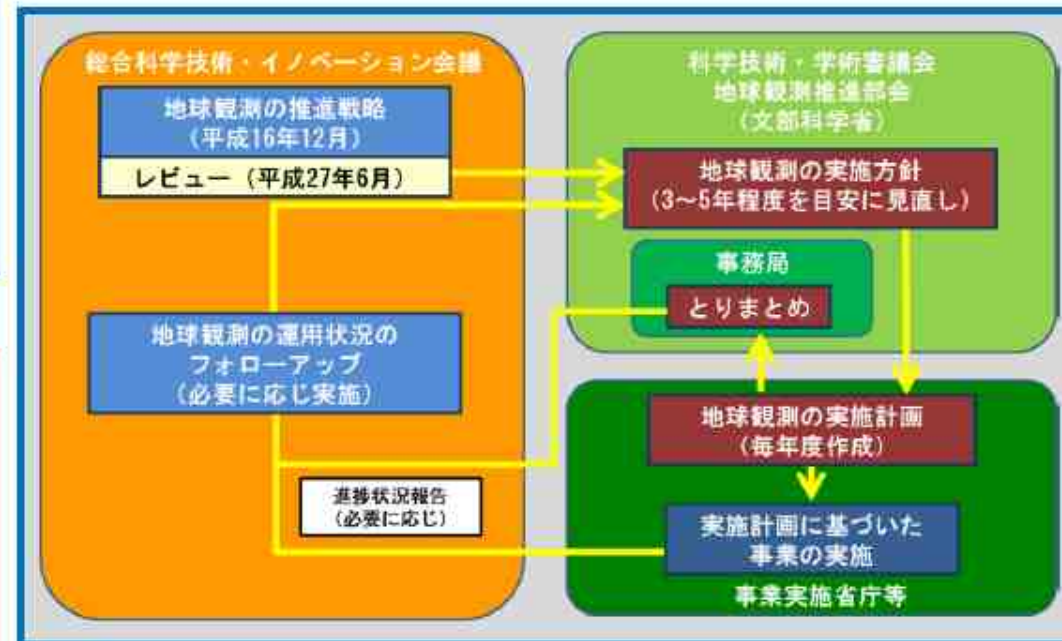 総合科学技術・イノベーション会議
地球観測の推進戦略
(平成16年12月)
レビュー(平成27年6月)
地球観測の運用状況の
フォローアップ
(必要に応じ実施)
進捗状況報告
(必要に応じ)
科学技術・学術審議会
地球観測推進部会
(文部科学省)
地球観測の実施方針
(3~5年程度を目安に見直し)
事務局
とりまとめ
地球観測の実施計画
(毎年度作成)
実施計画に基づいた
事業の実施
事業実施省庁等